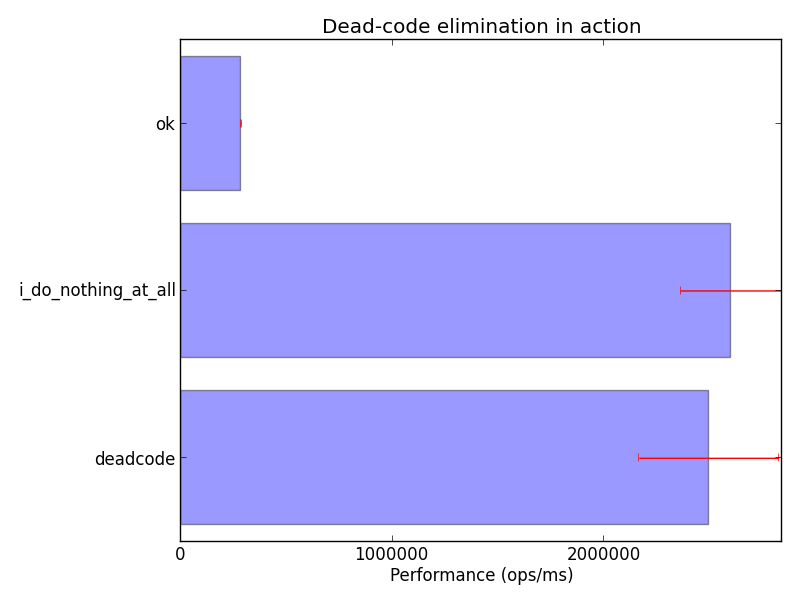 Dead-code elimination in action
ok
i_do_nothing_at_all
deadcode
0 1000000 2000000
Performance (ops/ms)